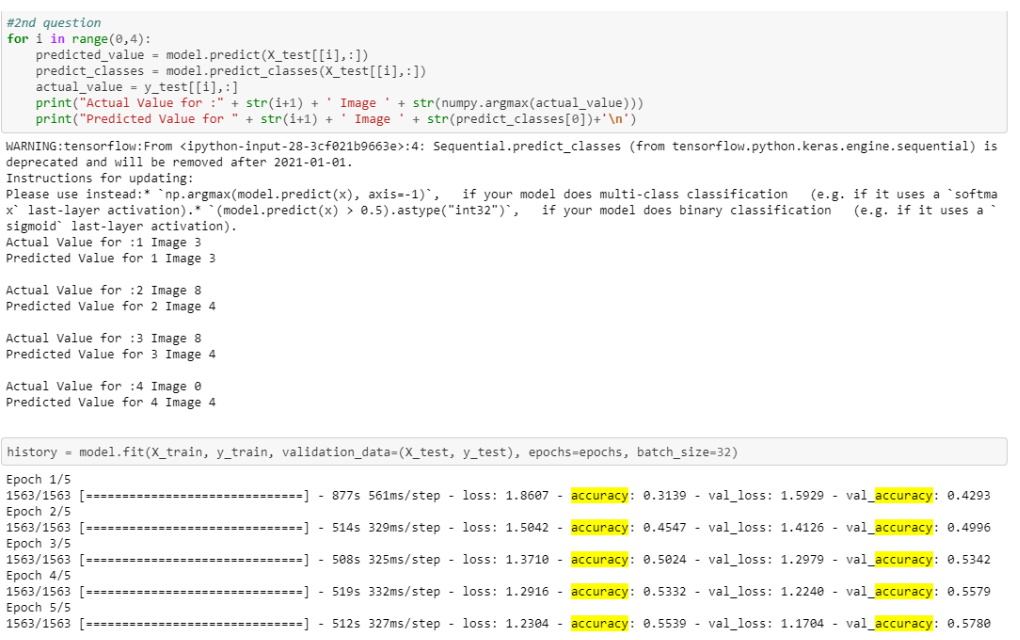 #2nd question
for i in range(0,4):
    predicted_value = model.predict(X_test[[i],:])
    predict_classes = model.predict_classes(X_test[[i],:])
    actual_value = y_test[[i],:]
    print("Actual Value for :" + str(i+1) + ' Image ' + str(numpy.argmax(actual_value)))
    print("Predicted Value for " + str(i+1) + ' Image ' + str(predict_classes[0])+'\n')
WARNING:tensorflow:From <ipython-input-28-3cf021b9663e>:4: Sequential.predict_classes (from tensorflow.python.keras.engine.sequential) is
deprecated and will be removed after 2021-01-01.
Instructions for updating:
Please use instead:* `np.argmax(model.predict(x), axis=-1)`,   if your model does multi-class classification   (e.g. if it uses a `softma
x` last-layer activation).* `(model.predict(x) > 0.5).astype("int32")`,   if your model does binary classification   (e.g. if it uses a `
sigmoid` last-layer activation).
Actual Value for :1 Image 3
Predicted Value for 1 Image 3
Actual Value for :2 Image 8
Predicted Value for 2 Image 4
Actual Value for :3 Image 8
Predicted Value for 3 Image 4
Actual Value for :4 Image 0
Predicted Value for 4 Image 4
history = model.fit(X_train, y_train, validation_data=(X_test, y_test), epochs=epochs, batch_size=32)
Epoch 1/5
1563/1563 [==============================] - 877s 561ms/step - loss: 1.8607 - accuracy: 0.3139 - val_loss: 1.5929 - val_accuracy: 0.4293
Epoch 2/5
1563/1563 [==============================] - 514s 329ms/step - loss: 1.5042 - accuracy: 0.4547 - val_loss: 1.4126 - val_accuracy: 0.4996
Epoch 3/5
1563/1563 [==============================] - 508s 325ms/step - loss: 1.3710 - accuracy: 0.5024 - val_loss: 1.2979 - val_accuracy: 0.5342
Epoch 4/5
1563/1563 [==============================] - 519s 332ms/step - loss: 1.2916 - accuracy: 0.5332 - val_loss: 1.2240 - val_accuracy: 0.5579
Epoch 5/5
1563/1563 [==============================] - 512s 327ms/step - loss: 1.2304 - accuracy: 0.5539 - val_loss: 1.1704 - val_accuracy: 0.5780